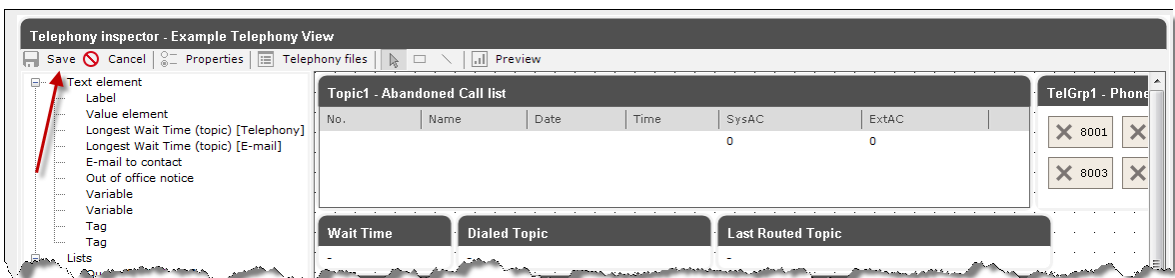 Telephony inspector - Example Telephony View
Save Cancel Properties Telephony files Preview
Text element
Label
Value element
Longest Wait Time (topic) [Telephony]
Longest Wait Time (topic) [E-mail]
E-mail to contact
Out of office notice
Variable
Variable
Tag
Tag
Lists
Topic1 - Abandoned Call list
No. Name Date Time SysAC ExtAC
0 0
TelGrp1 - Phone
8001
8003
Wait Time Dialed Topic Last Routed Topic
- - -